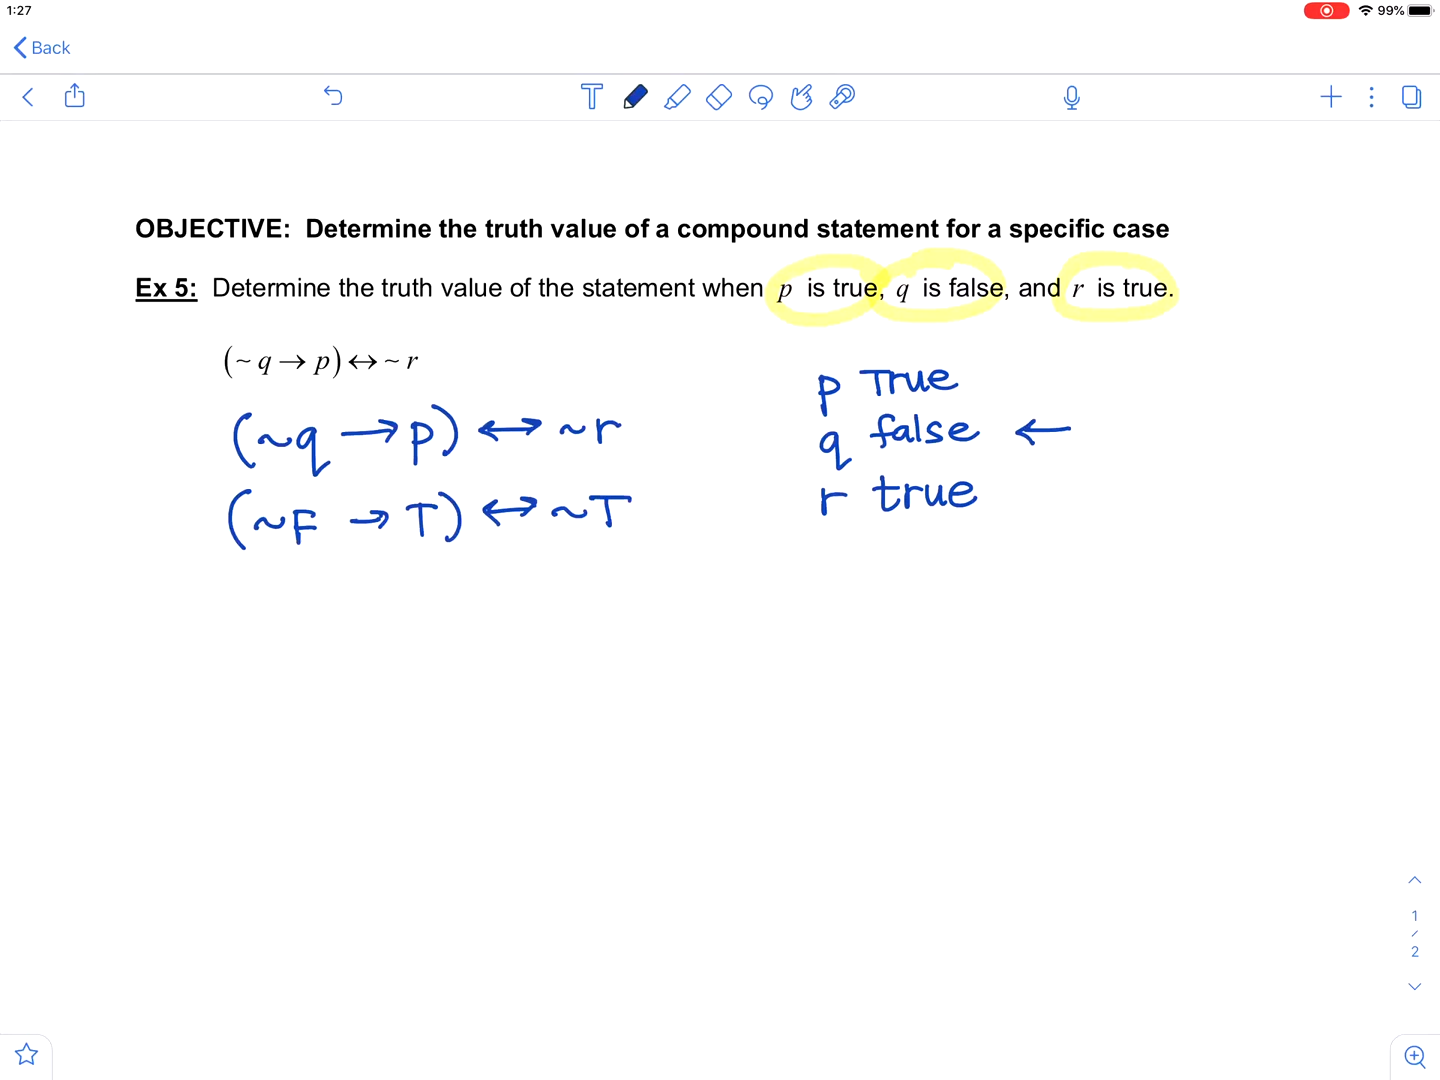 1:27
99%
Back
OBJECTIVE: Determine the truth value of a compound statement for a specific case
Ex 5: Determine the truth value of the statement when p is true, q is false, and r is true.
(~ q → p) ↔ ~ r
(~q → p) ↔ ~r
(~F → T) ↔ ~T
p True
q false ←
r true
1
/
2